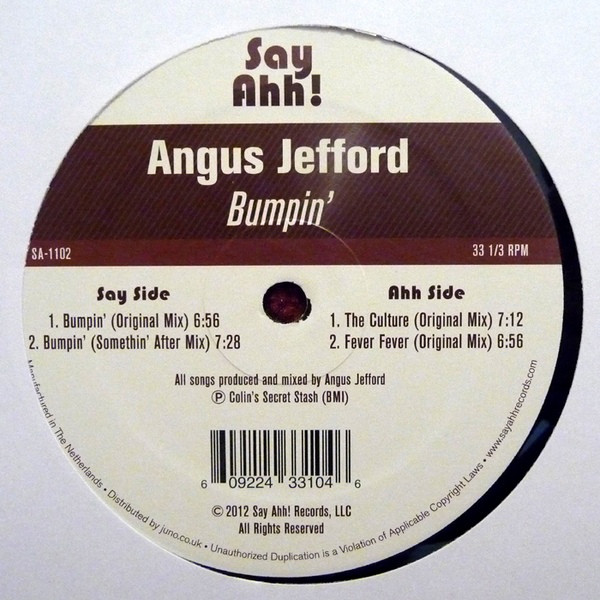 Say
Ahh!
Angus Jefford
Bumpin'
SA-1102
33 1/3 RPM
Say Side
1. Bumpin' (Original Mix) 6:56
2. Bumpin' (Somethin' After Mix) 7:28
Ahh Side
1. The Culture (Original Mix) 7:12
2. Fever Fever (Original Mix) 6:56
All songs produced and mixed by Angus Jefford
℗ Colin's Secret Stash (BMI)
6 09224 33104 6
© 2012 Say Ahh! Records, LLC
All Rights Reserved
Manufactured in The Netherlands • Distributed by juno.co.uk • Unauthorized Duplication is a Violation of Applicable Copyright Laws • www.sayahhrecords.com